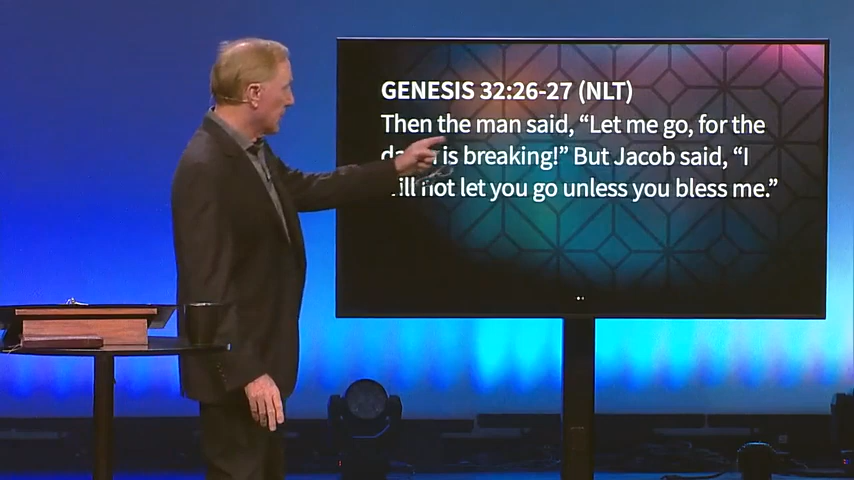 GENESIS 32:26-27 (NLT)
Then the man said, “Let me go, for the
is breaking!” But Jacob said, “I
not let you go unless you bless me.”